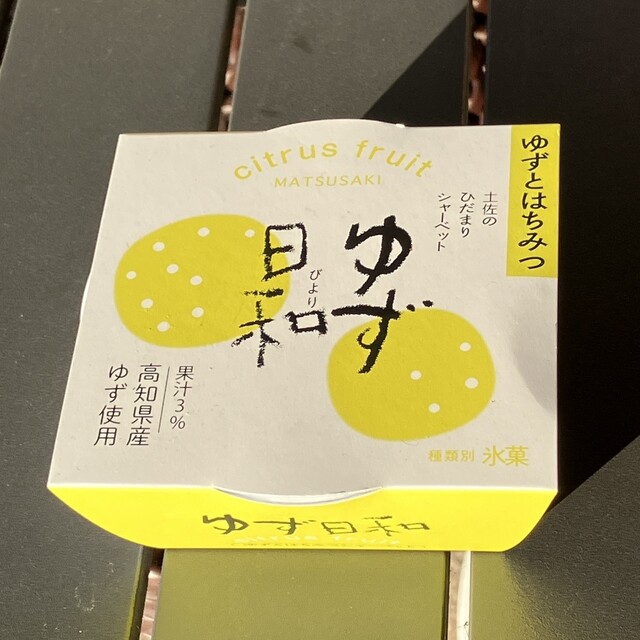 citrus fruit
MATSUSAKI
ゆずとはちみつ
土佐の
ひだまり
シャーベット
ゆず
日和
びより
果汁3%
高知県産
ゆず使用
種類別 氷菓
ゆず日和